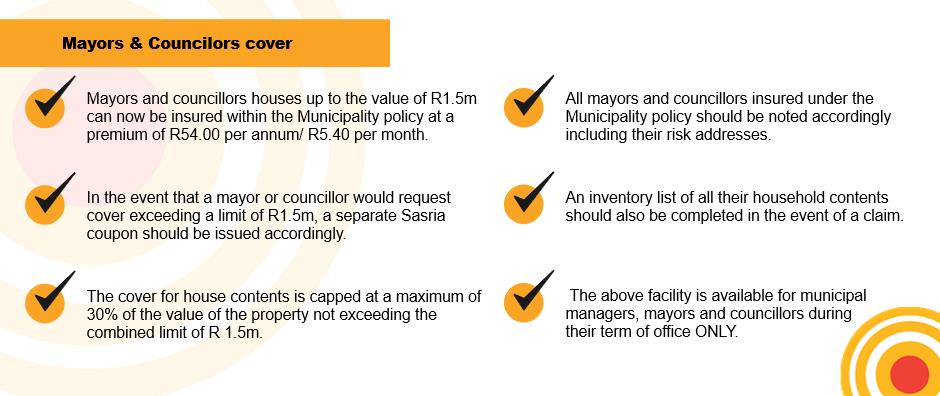 Mayors & Councilors cover
Mayors and councillors houses up to the value of R1.5m
can now be insured within the Municipality policy at a
premium of R54.00 per annum/ R5.40 per month.
In the event that a mayor or councillor would request
cover exceeding a limit of R1.5m, a separate Sasria
coupon should be issued accordingly.
The cover for house contents is capped at a maximum of
30% of the value of the property not exceeding the
combined limit of R 1.5m.
All mayors and councillors insured under the
Municipality policy should be noted accordingly
including their risk addresses.
An inventory list of all their household contents
should also be completed in the event of a claim.
The above facility is available for municipal
managers, mayors and councillors during
their term of office ONLY.